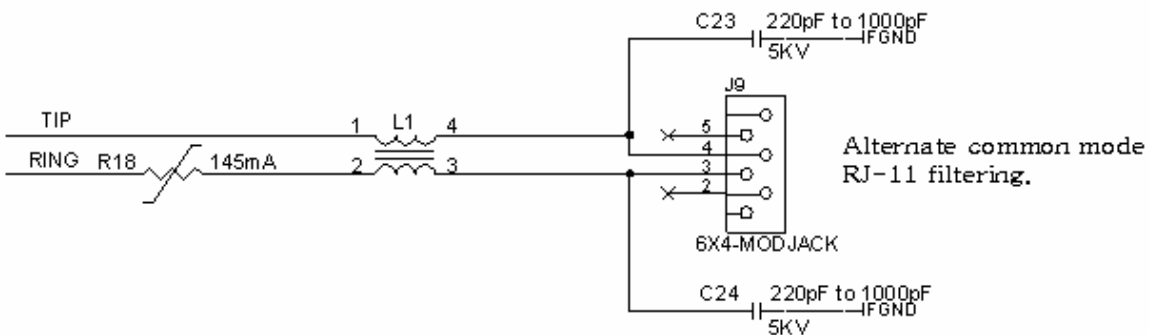 C23 220pF to 1000pF
FGND
5KV
J9
TIP 1 L1 4
5
4
RING R18 145mA 2 3
3
2
Alternate common mode
RJ-11 filtering.
6X4-MODJACK
C24 220pF to 1000pF
FGND
5KV